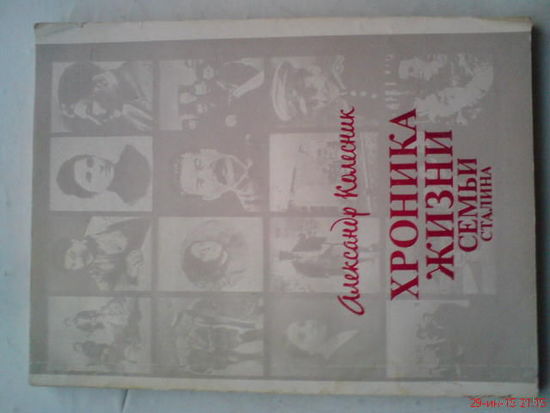 Александр Колесник
ХРОНИКА
ЖИЗНИ
СЕМЬИ
СТАЛИНА